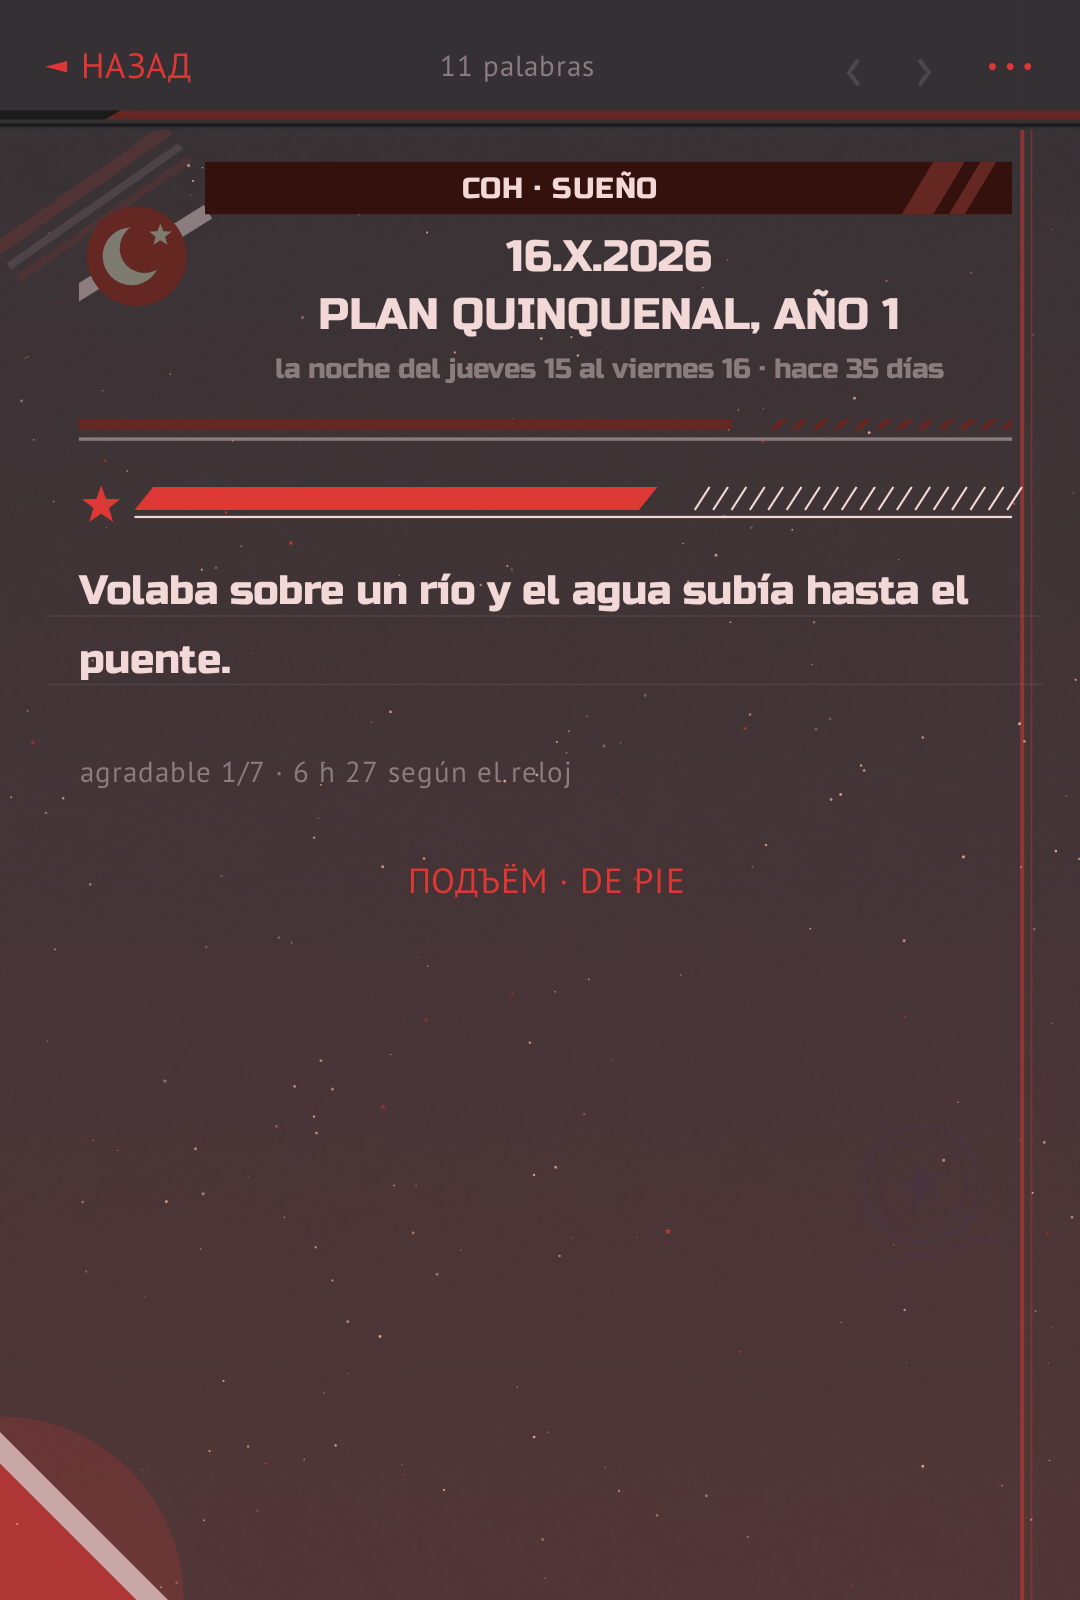 ◄ НАЗАД
11 palabras
‹ › •••
СОН · SUEÑO
16.X.2026
PLAN QUINQUENAL, AÑO 1
la noche del jueves 15 al viernes 16 · hace 35 días
Volaba sobre un río y el agua subía hasta el
puente.
agradable 1/7 · 6 h 27 según el reloj
ПОДЪЁМ · DE PIE